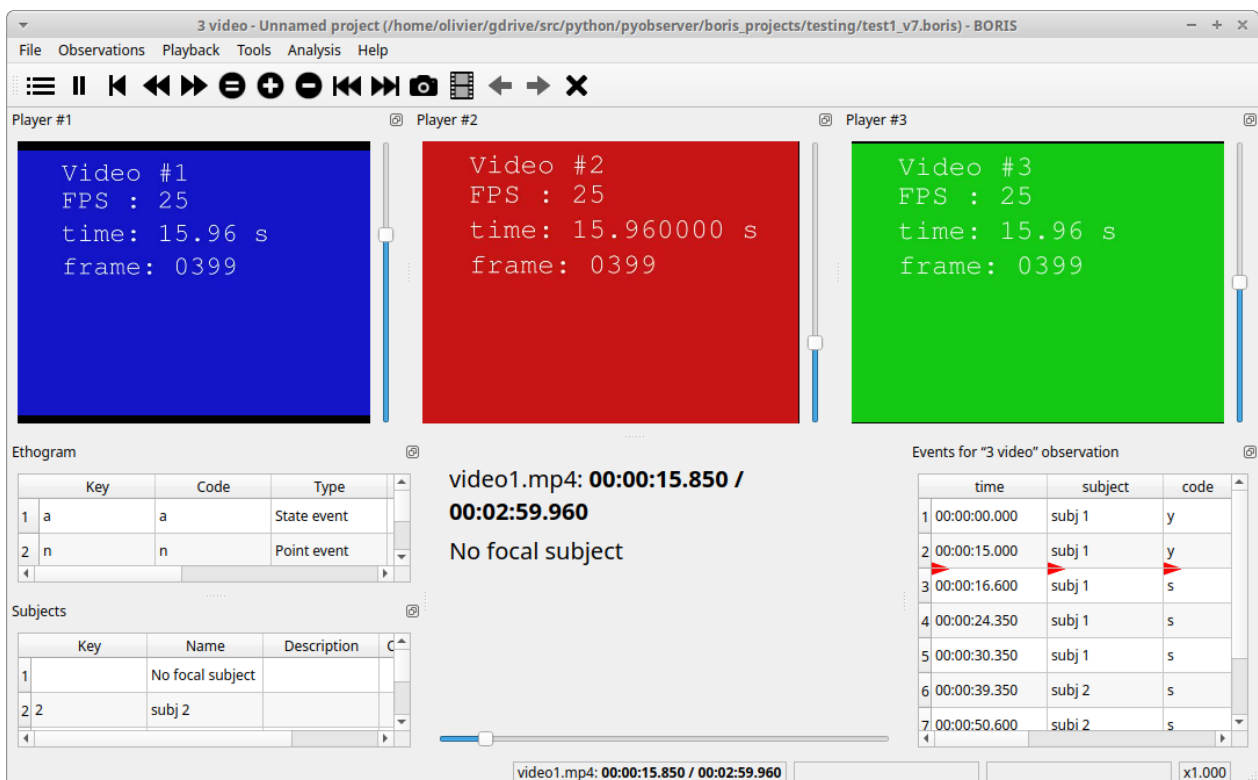 3 video - Unnamed project (/home/olivier/gdrive/src/python/pyobserver/boris_projects/testing/test1_v7.boris) - BORIS
File Observations Playback Tools Analysis Help
Player #1
Player #2
Player #3
Video #1
FPS : 25
time: 15.96 s
frame: 0399
Video #2
FPS : 25
time: 15.960000 s
frame: 0399
Video #3
FPS : 25
time: 15.96 s
frame: 0399
Ethogram
Key Code Type
1 a a State event
2 n n Point event
Subjects
Key Name Description
1 No focal subject
2 2 subj 2
video1.mp4: 00:00:15.850 /
00:02:59.960
No focal subject
Events for “3 video” observation
time subject code
1 00:00:00.000 subj 1 y
2 00:00:15.000 subj 1 y
3 00:00:16.600 subj 1 s
4 00:00:24.350 subj 1 s
5 00:00:30.350 subj 1 s
6 00:00:39.350 subj 2 s
7 00:00:50.600 subj 2 s
video1.mp4: 00:00:15.850 / 00:02:59.960
x1.000